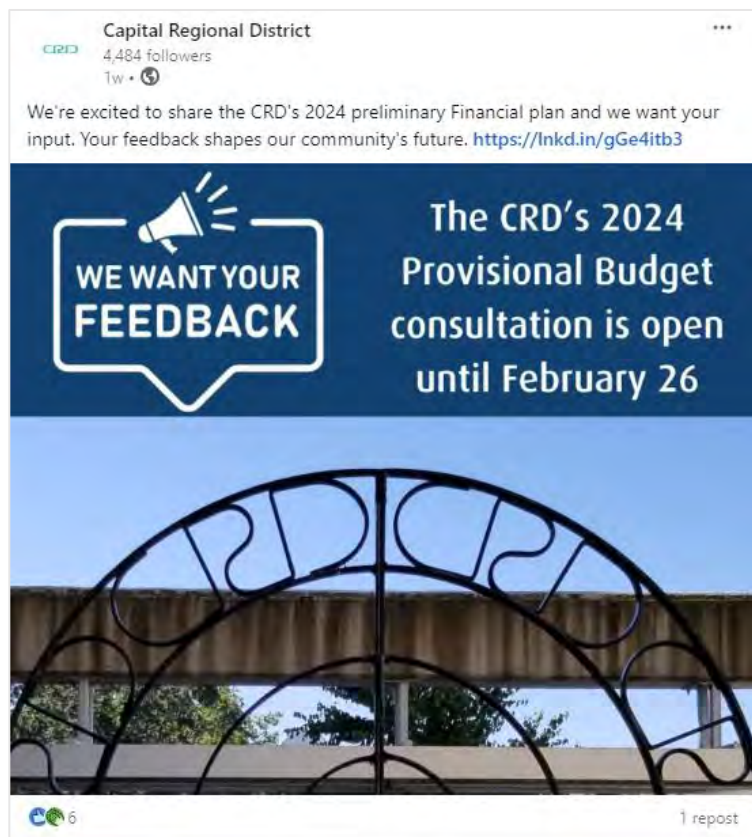 CRD
Capital Regional District
4,484 followers
1w •
We're excited to share the CRD's 2024 preliminary Financial plan and we want your
input. Your feedback shapes our community's future. https://lnkd.in/gGe4itb3
WE WANT YOUR
FEEDBACK
The CRD's 2024
Provisional Budget
consultation is open
until February 26
CRD CRD
6
1 repost